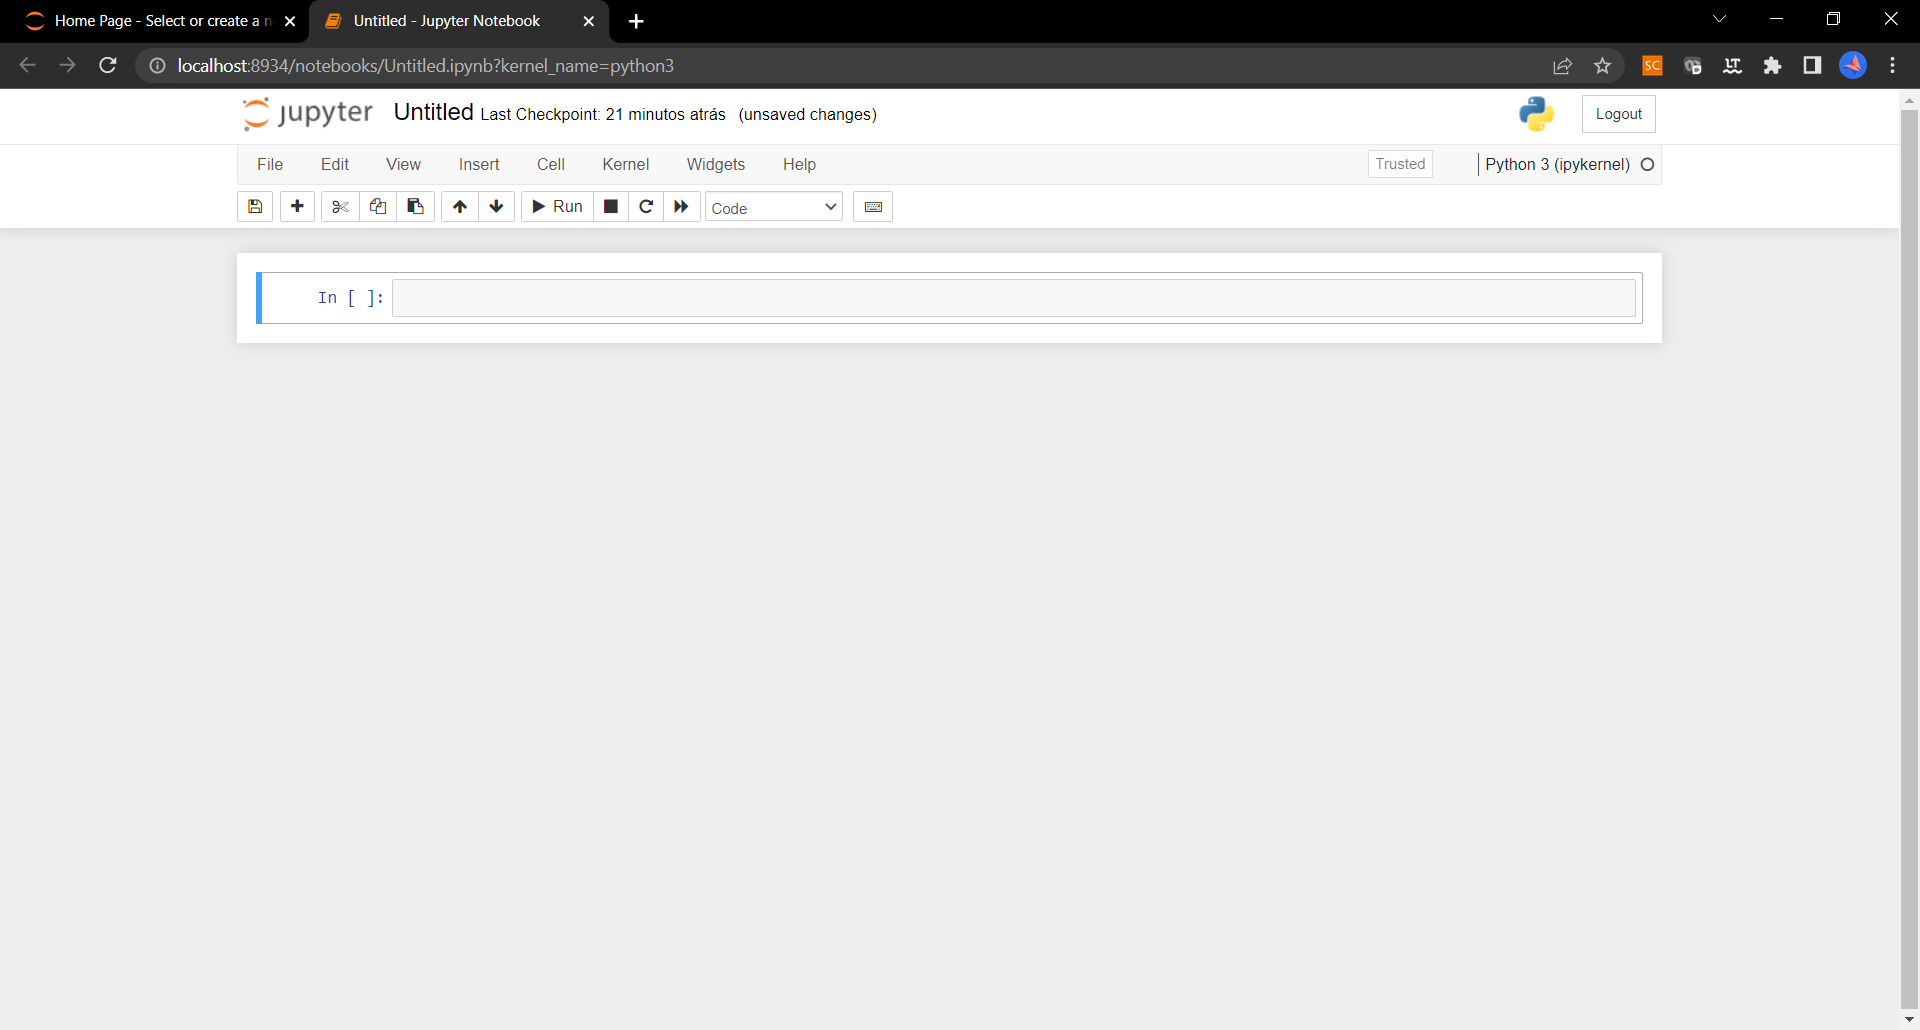 Home Page - Select or create a n
Untitled - Jupyter Notebook
localhost:8934/notebooks/Untitled.ipynb?kernel_name=python3
SC
jupyter Untitled Last Checkpoint: 21 minutos atrás (unsaved changes)
Logout
File Edit View Insert Cell Kernel Widgets Help
Trusted
Python 3 (ipykernel)
Run
Code
In [ ]: